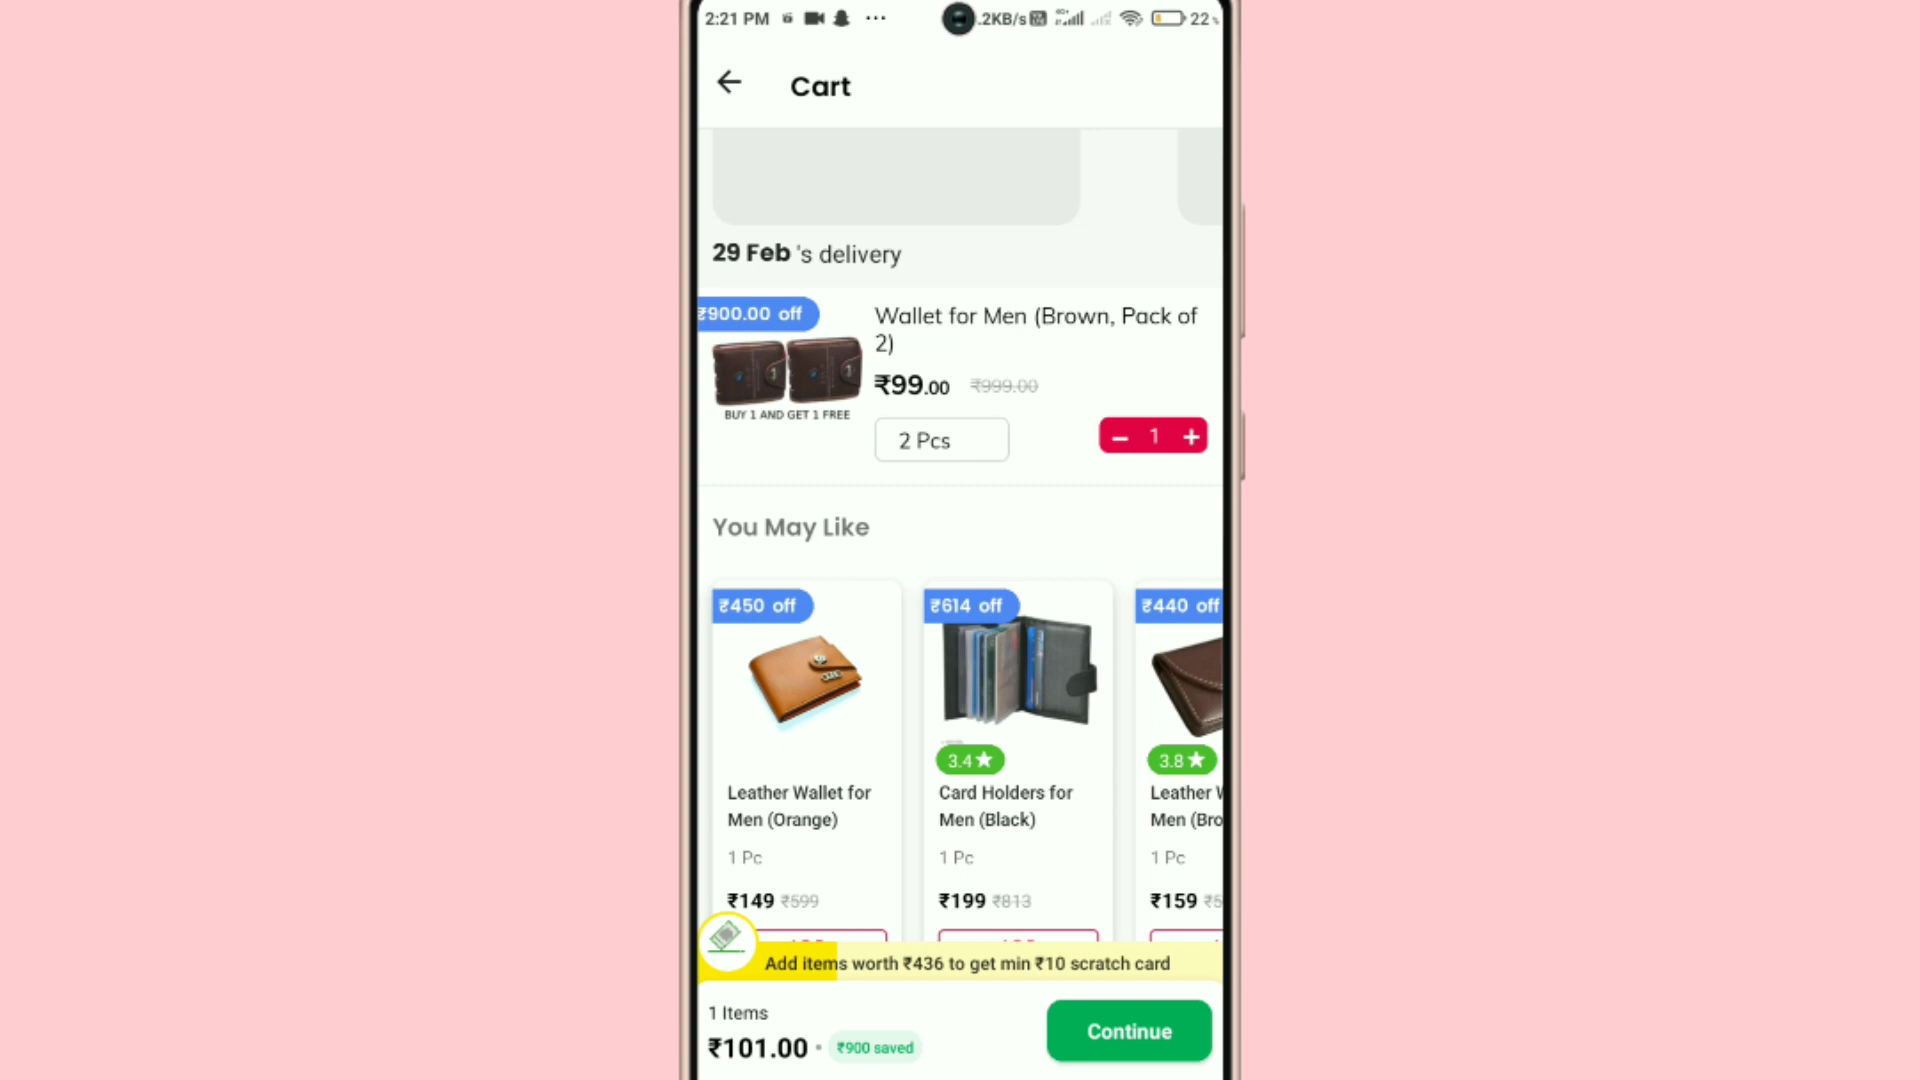 2:21 PM ... .2KB/s 22
Cart
29 Feb 's delivery
₹900.00 off
Wallet for Men (Brown, Pack of
2)
₹99.00 ₹999.00
BUY 1 AND GET 1 FREE
2 Pcs
− 1 +
You May Like
₹450 off ₹614 off ₹440 off
3.4★ 3.8★
Leather Wallet for
Men (Orange)
1 Pc
₹149 ₹599
Card Holders for
Men (Black)
1 Pc
₹199 ₹813
Leather
Men (Bro
1 Pc
₹159 ₹5
Add items worth ₹436 to get min ₹10 scratch card
1 Items
₹101.00 • ₹900 saved
Continue